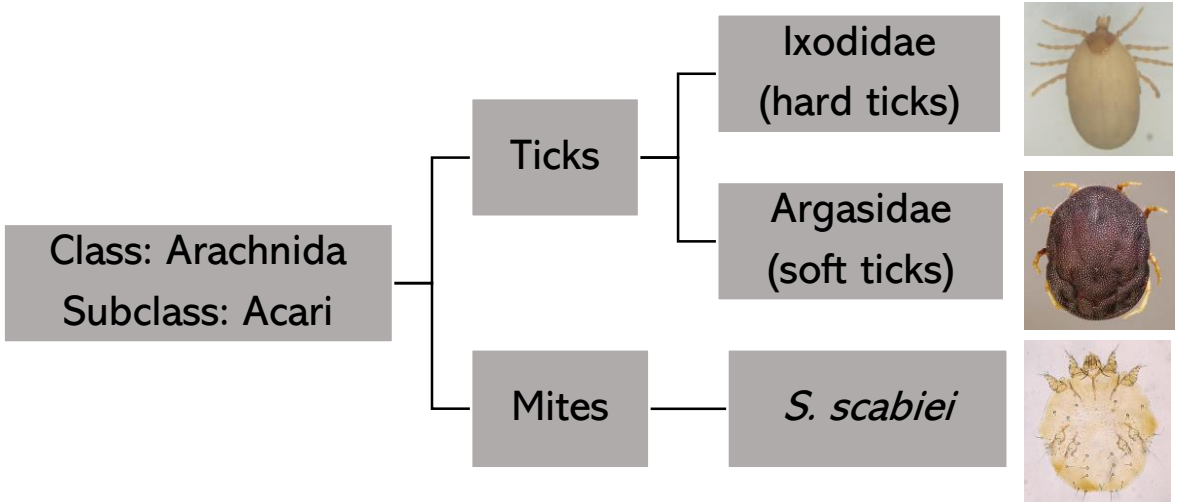 Class: Arachnida
Subclass: Acari
Ticks
Ixodidae
(hard ticks)
Argasidae
(soft ticks)
Mites
S. scabiei